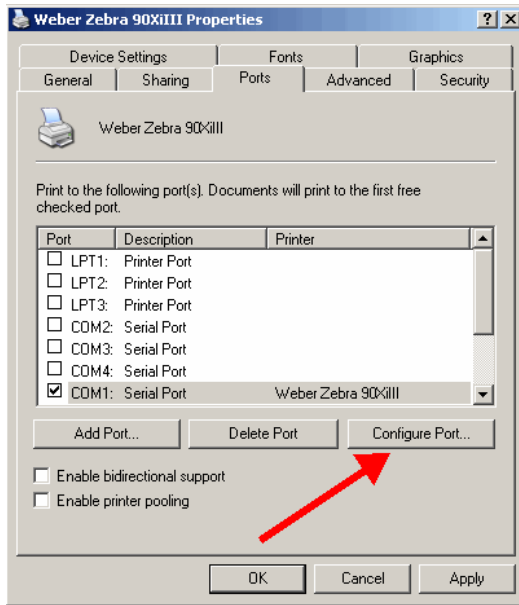 Weber Zebra 90XiIII Properties
Device Settings Fonts Graphics
General Sharing Ports Advanced Security
Weber Zebra 90XiIII
Print to the following port(s). Documents will print to the first free
checked port.
Port Description Printer
LPT1: Printer Port
LPT2: Printer Port
LPT3: Printer Port
COM2: Serial Port
COM3: Serial Port
COM4: Serial Port
COM1: Serial Port Weber Zebra 90XiIII
Add Port... Delete Port Configure Port...
Enable bidirectional support
Enable printer pooling
OK Cancel Apply